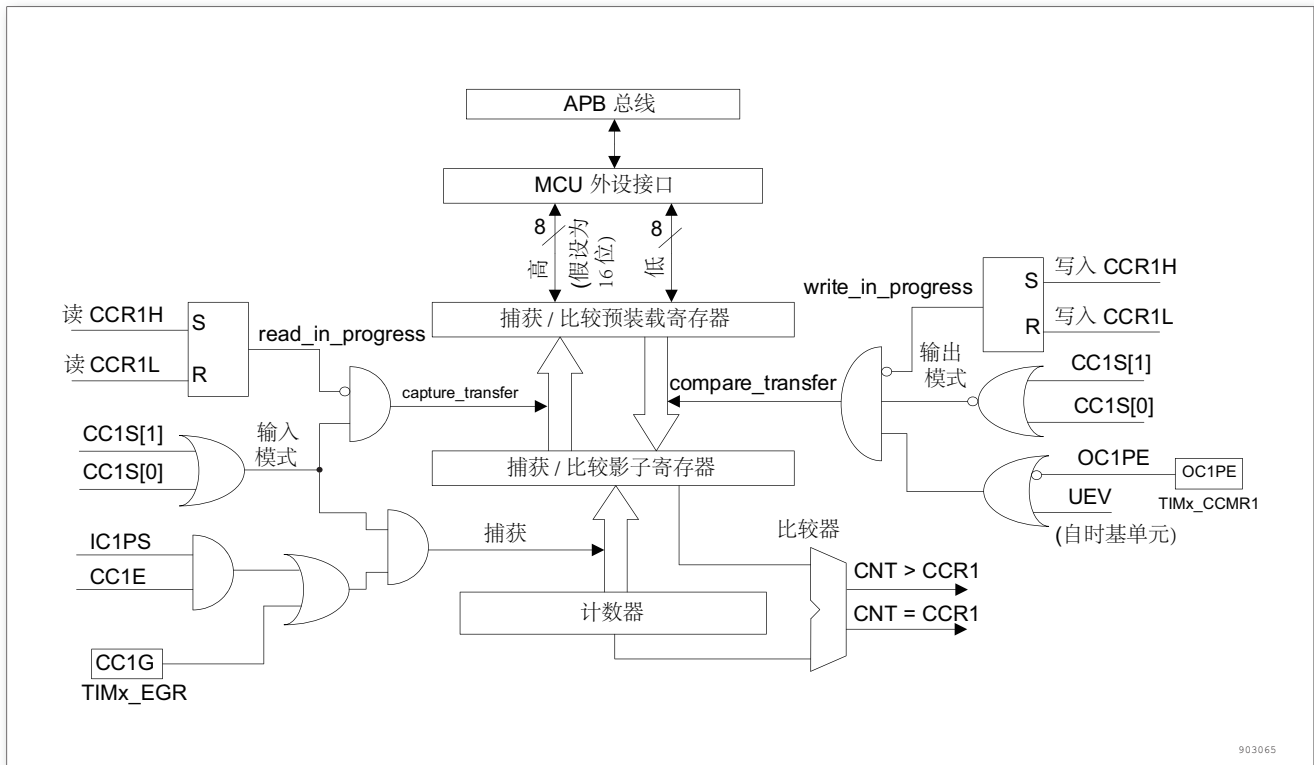 APB 总线
MCU 外设接口
8
8
高
(假设为
16 位)
低
捕获 / 比较预装载寄存器
读 CCR1H
读 CCR1L
S
R
read_in_progress
capture_transfer
CC1S[1]
CC1S[0]
输入
模式
捕获 / 比较影子寄存器
IC1PS
CC1E
捕获
计数器
CC1G
TIMx_EGR
write_in_progress
S
R
写入 CCR1H
写入 CCR1L
输出
模式
compare_transfer
CC1S[1]
CC1S[0]
OC1PE
OC1PE
TIMx_CCMR1
UEV
(自时基单元)
比较器
CNT > CCR1
CNT = CCR1
903065